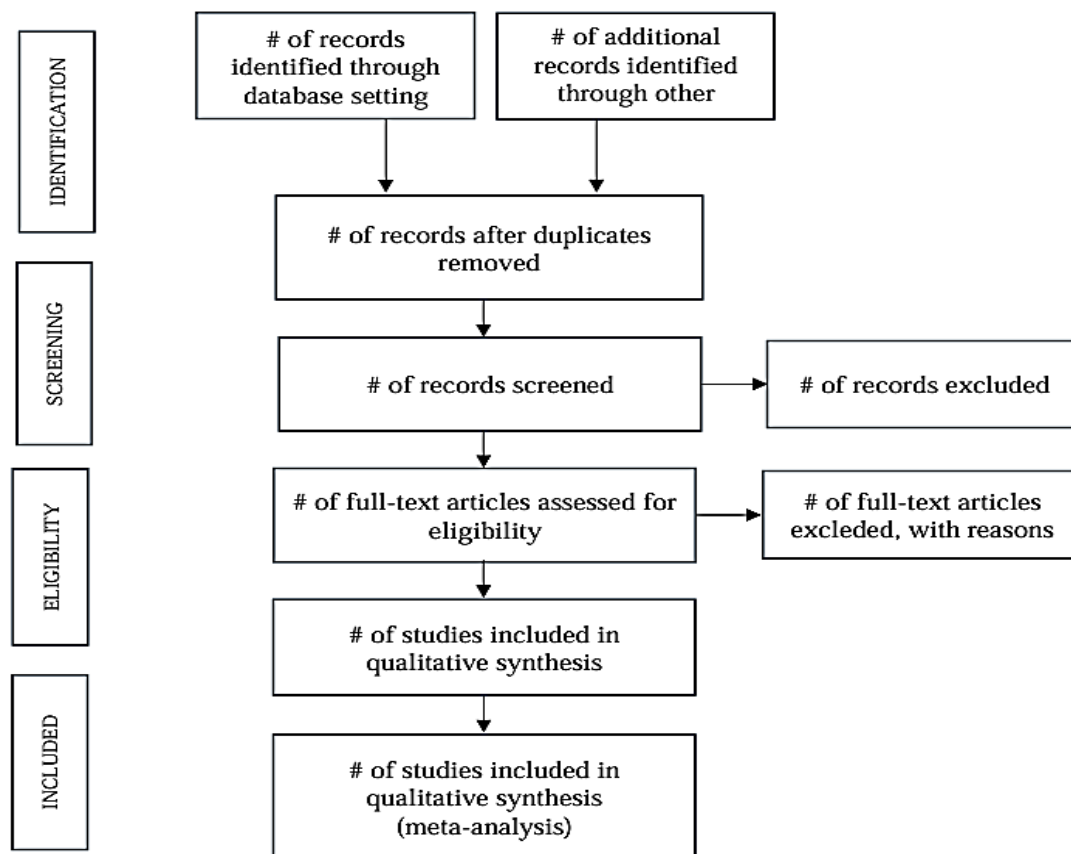 IDENTIFICATION
# of records
identified through
database setting
# of additional
records identified
through other
# of records after duplicates
removed
SCREENING
# of records screened
# of records excluded
ELIGIBILITY
# of full-text articles assessed for
eligibility
# of full-text articles
excleded, with reasons
# of studies included in
qualitative synthesis
INCLUDED
# of studies included in
qualitative synthesis
(meta-analysis)